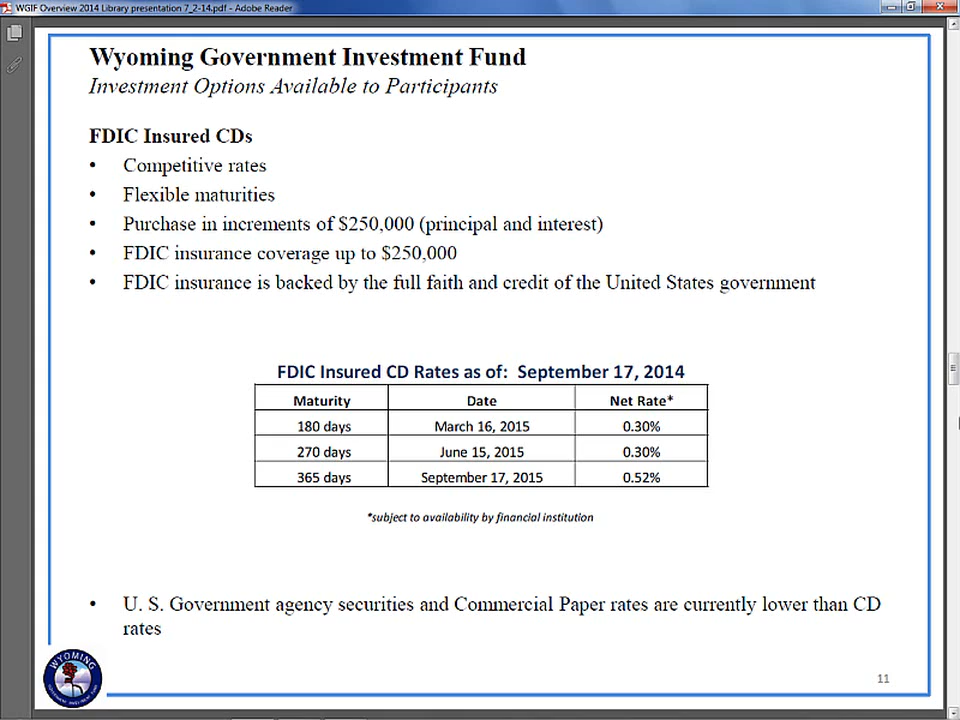 WGIF Overview 2014 Library presentation 7_2-14.pdf - Adobe Reader
Wyoming Government Investment Fund
Investment Options Available to Participants
FDIC Insured CDs
• Competitive rates
• Flexible maturities
• Purchase in increments of $250,000 (principal and interest)
• FDIC insurance coverage up to $250,000
• FDIC insurance is backed by the full faith and credit of the United States government
FDIC Insured CD Rates as of: September 17, 2014
Maturity Date Net Rate*
180 days March 16, 2015 0.30%
270 days June 15, 2015 0.30%
365 days September 17, 2015 0.52%
*subject to availability by financial institution
• U. S. Government agency securities and Commercial Paper rates are currently lower than CD
rates
WYOMING
11